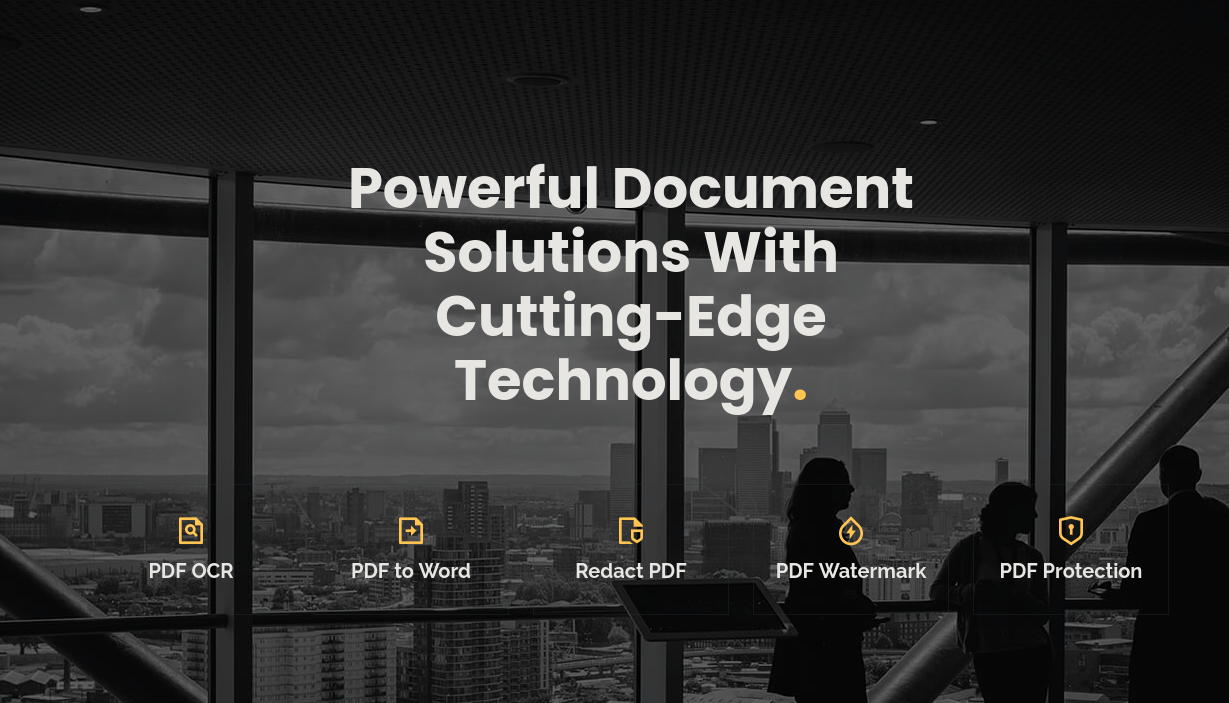 Powerful Document
Solutions With
Cutting-Edge
Technology.
PDF OCR
PDF to Word
Redact PDF
PDF Watermark
PDF Protection